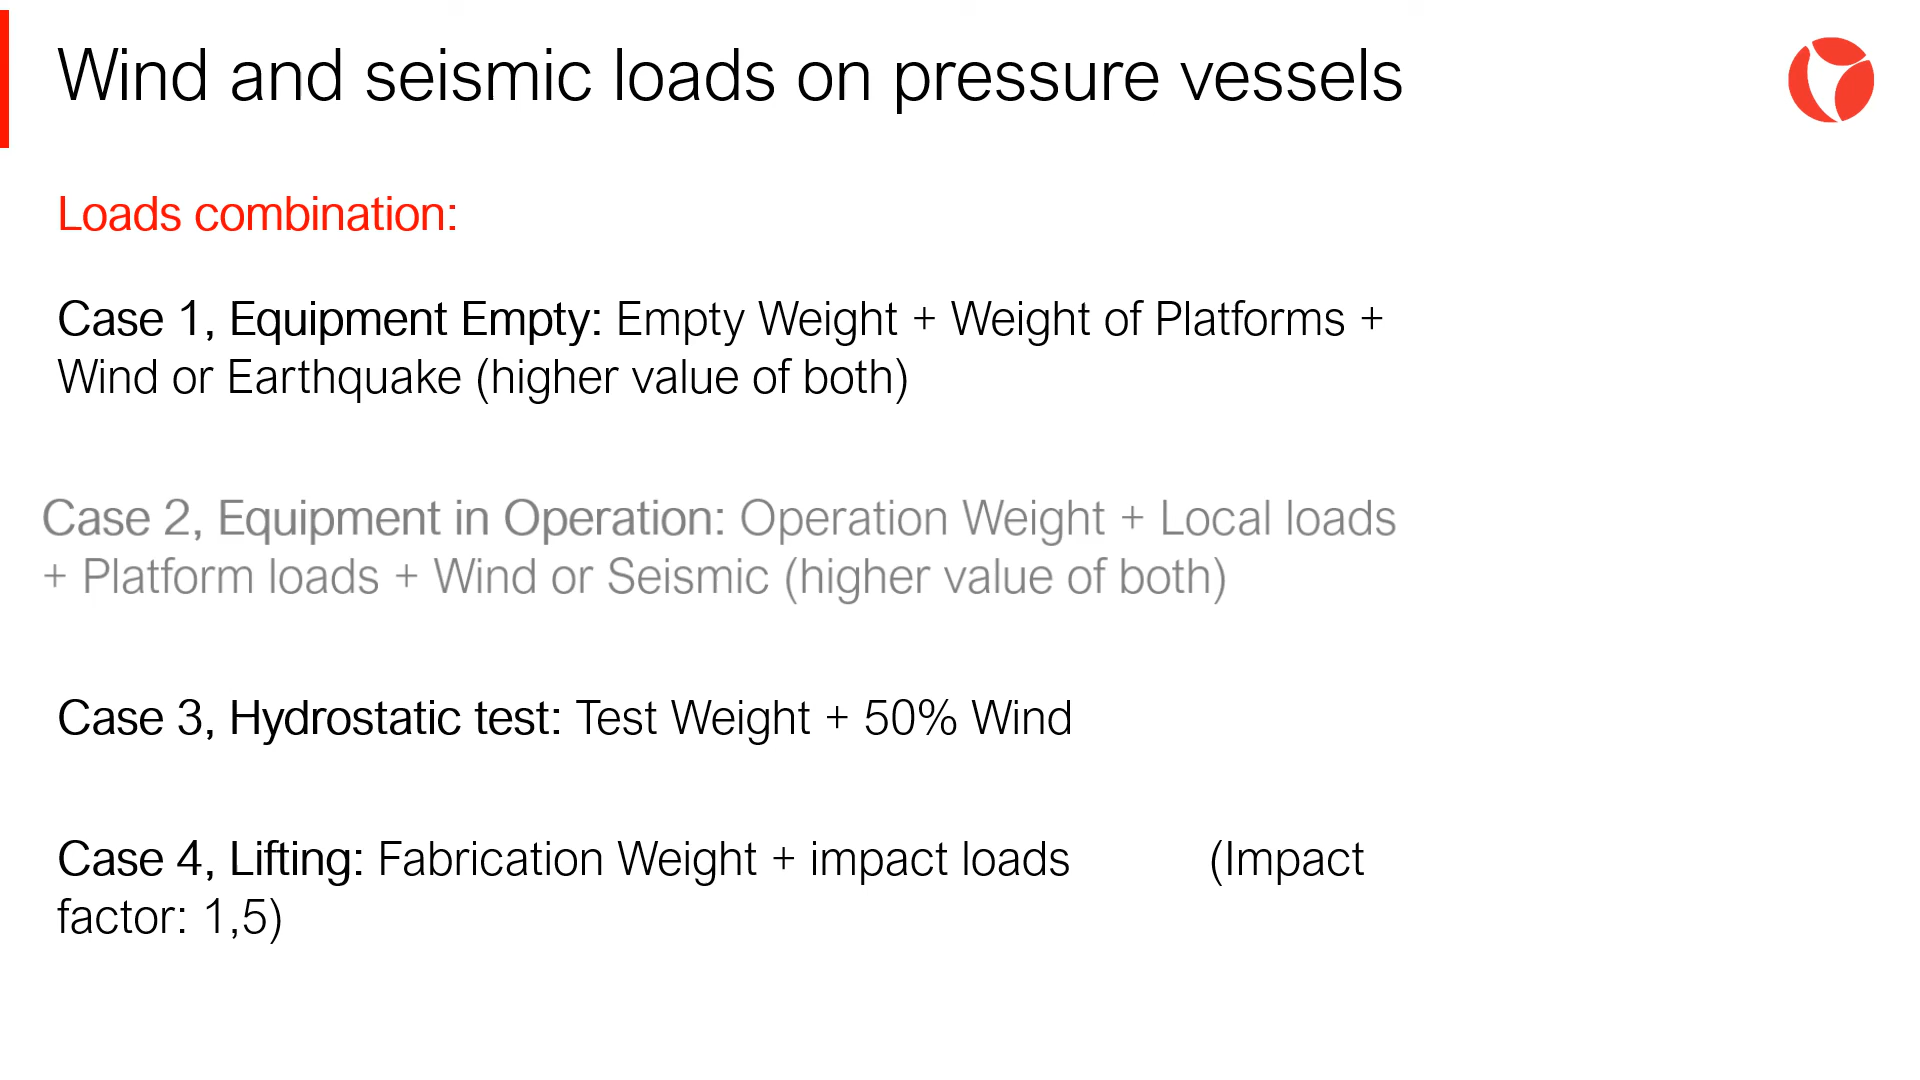 Wind and seismic loads on pressure vessels
Loads combination:
Case 1, Equipment Empty: Empty Weight + Weight of Platforms +
Wind or Earthquake (higher value of both)
Case 2, Equipment in Operation: Operation Weight + Local loads
+ Platform loads + Wind or Seismic (higher value of both)
Case 3, Hydrostatic test: Test Weight + 50% Wind
Case 4, Lifting: Fabrication Weight + impact loads (Impact
factor: 1,5)